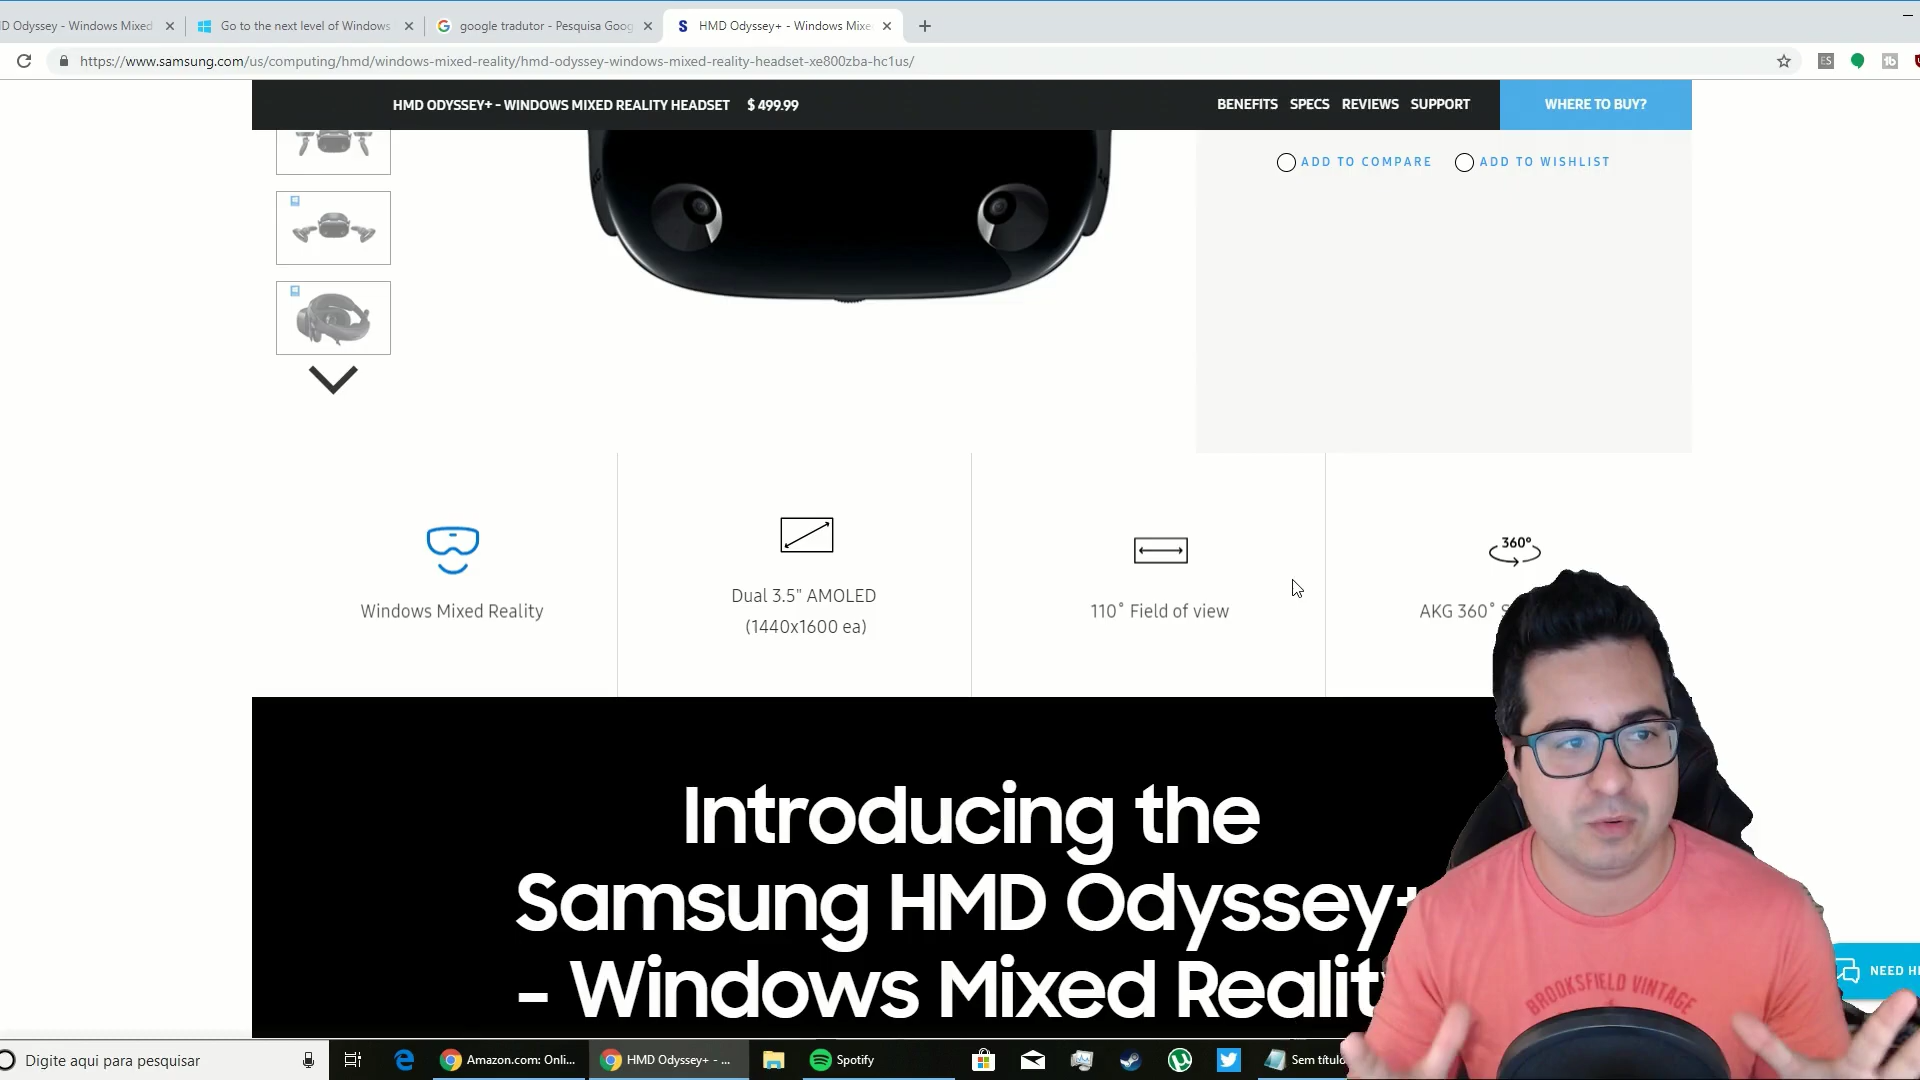 D Odyssey - Windows Mixed
Go to the next level of Windows
google tradutor - Pesquisa Goog
HMD Odyssey+ - Windows Mixe
https://www.samsung.com/us/computing/hmd/windows-mixed-reality/hmd-odyssey-windows-mixed-reality-headset-xe800zba-hc1us/
HMD ODYSSEY+ - WINDOWS MIXED REALITY HEADSET $ 499.99
BENEFITS SPECS REVIEWS SUPPORT
WHERE TO BUY?
ADD TO COMPARE
ADD TO WISHLIST
Windows Mixed Reality
Dual 3.5" AMOLED
(1440x1600 ea)
110° Field of view
360°
AKG 360° S
Introducing the
Samsung HMD Odyssey+
- Windows Mixed Reality
BROOKSFIELD VINTAGE
NEED HE
Digite aqui para pesquisar
Amazon.com: Onli...
HMD Odyssey+ - ...
Spotify
Sem título